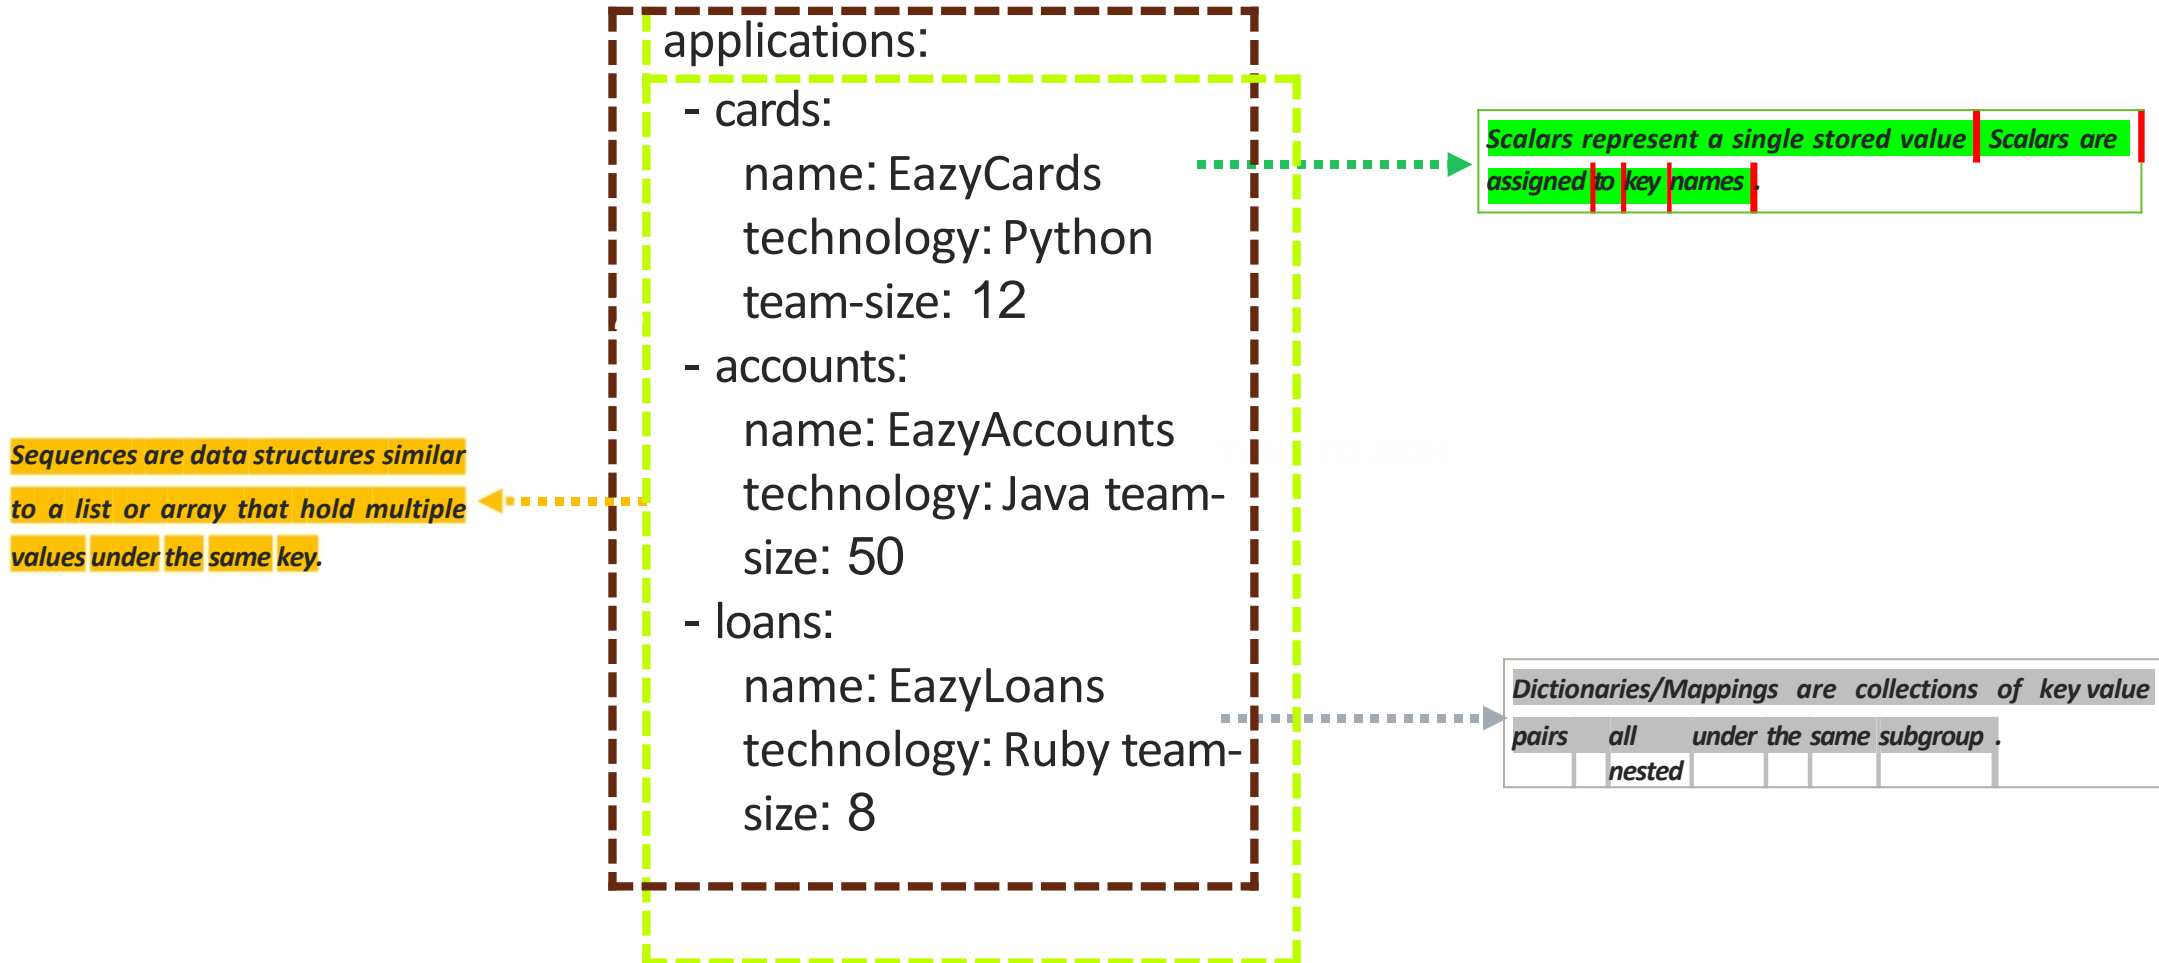 applications:
- cards:
name: EazyCards
technology: Python
team-size: 12
- accounts:
name: EazyAccounts
technology: Java team-
size: 50
- loans:
name: EazyLoans
technology: Ruby team-
size: 8
Sequences are data structures similar
to a list or array that hold multiple
values under the same key.
Scalars represent a single stored value Scalars are
assigned to key names .
Dictionaries/Mappings are collections of key value
pairs all under the same subgroup .
nested